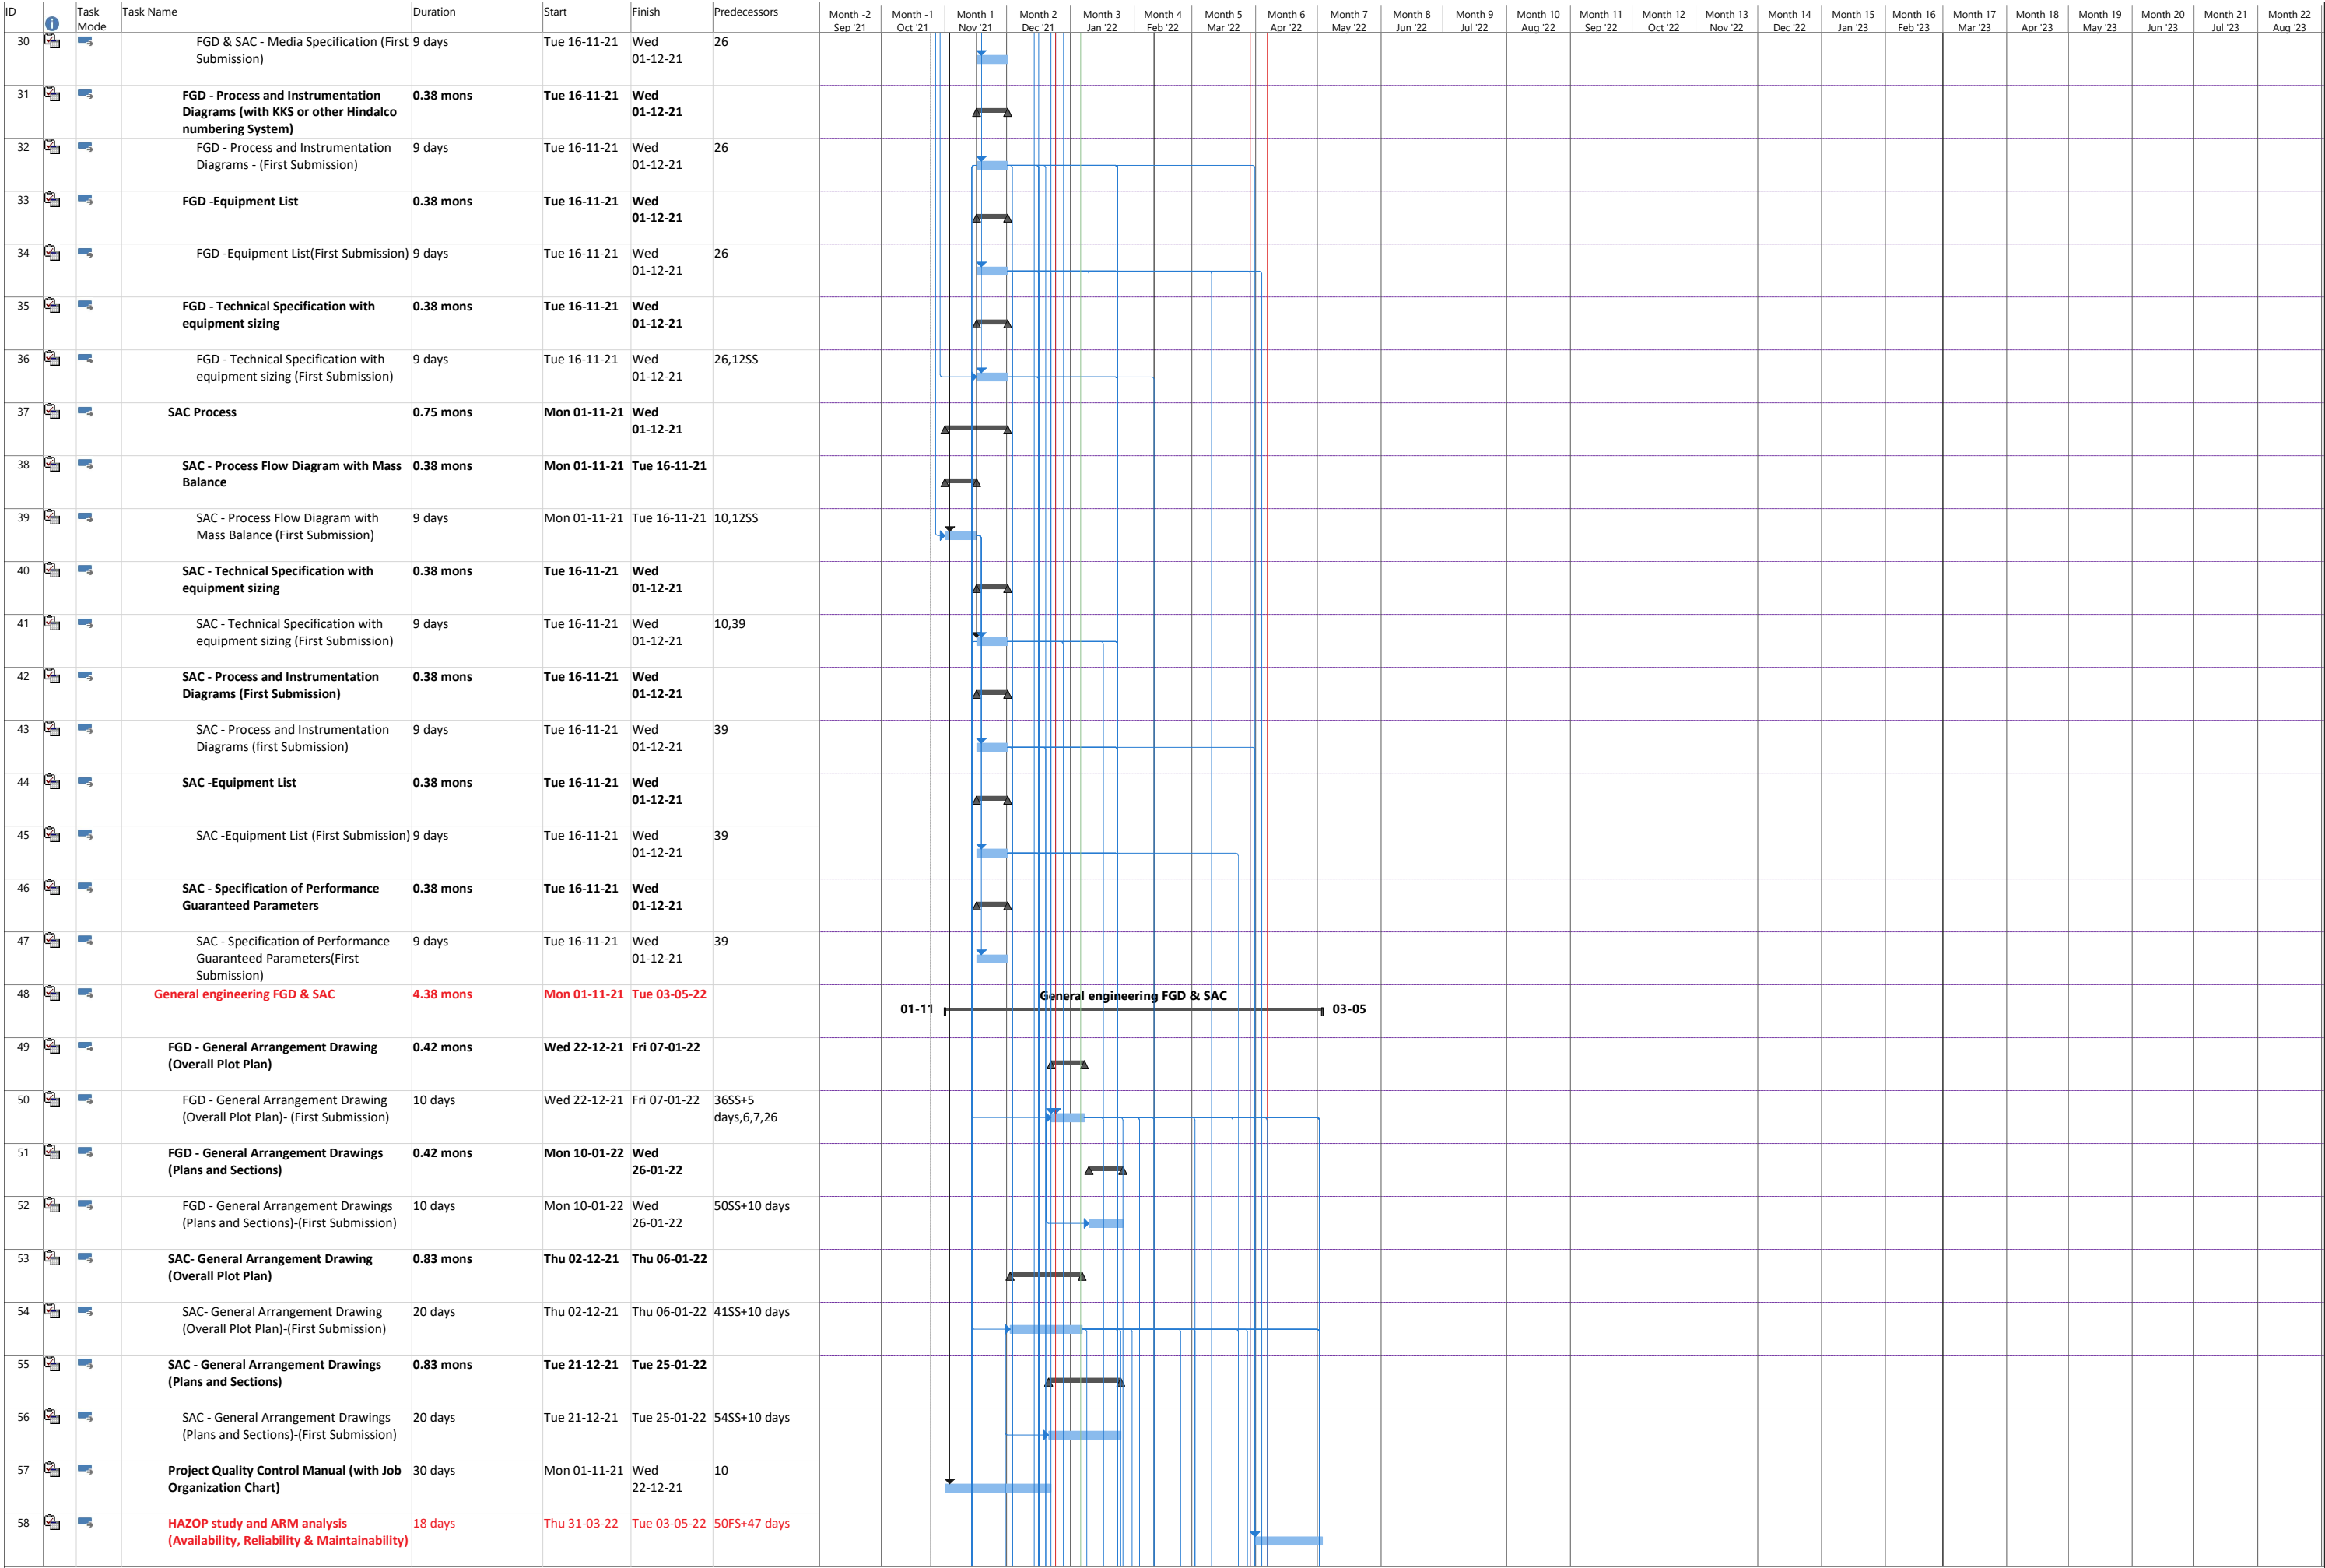 ID Task Mode Task Name Duration Start Finish Predecessors
Month -2 Month -1 Month 1 Month 2 Month 3 Month 4 Month 5 Month 6 Month 7 Month 8 Month 9 Month 10 Month 11 Month 12 Month 13 Month 14 Month 15 Month 16 Month 17 Month 18 Month 19 Month 20 Month 21 Month 22
Sep '21 Oct '21 Nov '21 Dec '21 Jan '22 Feb '22 Mar '22 Apr '22 May '22 Jun '22 Jul '22 Aug '22 Sep '22 Oct '22 Nov '22 Dec '22 Jan '23 Feb '23 Mar '23 Apr '23 May '23 Jun '23 Jul '23 Aug '23
30 FGD & SAC - Media Specification (First 9 days Tue 16-11-21 Wed 26
Submission) 01-12-21
31 FGD - Process and Instrumentation 0.38 mons Tue 16-11-21 Wed
Diagrams (with KKS or other Hindalco 01-12-21
numbering System)
32 FGD - Process and Instrumentation 9 days Tue 16-11-21 Wed 26
Diagrams - (First Submission) 01-12-21
33 FGD -Equipment List 0.38 mons Tue 16-11-21 Wed
01-12-21
34 FGD -Equipment List(First Submission) 9 days Tue 16-11-21 Wed 26
01-12-21
35 FGD - Technical Specification with 0.38 mons Tue 16-11-21 Wed
equipment sizing 01-12-21
36 FGD - Technical Specification with 9 days Tue 16-11-21 Wed 26,12SS
equipment sizing (First Submission) 01-12-21
37 SAC Process 0.75 mons Mon 01-11-21 Wed
01-12-21
38 SAC - Process Flow Diagram with Mass 0.38 mons Mon 01-11-21 Tue 16-11-21
Balance
39 SAC - Process Flow Diagram with 9 days Mon 01-11-21 Tue 16-11-21 10,12SS
Mass Balance (First Submission)
40 SAC - Technical Specification with 0.38 mons Tue 16-11-21 Wed
equipment sizing 01-12-21
41 SAC - Technical Specification with 9 days Tue 16-11-21 Wed 10,39
equipment sizing (First Submission) 01-12-21
42 SAC - Process and Instrumentation 0.38 mons Tue 16-11-21 Wed
Diagrams (First Submission) 01-12-21
43 SAC - Process and Instrumentation 9 days Tue 16-11-21 Wed 39
Diagrams (first Submission) 01-12-21
44 SAC -Equipment List 0.38 mons Tue 16-11-21 Wed
01-12-21
45 SAC -Equipment List (First Submission) 9 days Tue 16-11-21 Wed 39
01-12-21
46 SAC - Specification of Performance 0.38 mons Tue 16-11-21 Wed
Guaranteed Parameters 01-12-21
47 SAC - Specification of Performance 9 days Tue 16-11-21 Wed 39
Guaranteed Parameters(First 01-12-21
Submission)
48 General engineering FGD & SAC 4.38 mons Mon 01-11-21 Tue 03-05-22
General engineering FGD & SAC
01-11 03-05
49 FGD - General Arrangement Drawing 0.42 mons Wed 22-12-21 Fri 07-01-22
(Overall Plot Plan)
50 FGD - General Arrangement Drawing 10 days Wed 22-12-21 Fri 07-01-22 36SS+5
(Overall Plot Plan)- (First Submission) days,6,7,26
51 FGD - General Arrangement Drawings 0.42 mons Mon 10-01-22 Wed
(Plans and Sections) 26-01-22
52 FGD - General Arrangement Drawings 10 days Mon 10-01-22 Wed 50SS+10 days
(Plans and Sections)-(First Submission) 26-01-22
53 SAC- General Arrangement Drawing 0.83 mons Thu 02-12-21 Thu 06-01-22
(Overall Plot Plan)
54 SAC- General Arrangement Drawing 20 days Thu 02-12-21 Thu 06-01-22 41SS+10 days
(Overall Plot Plan)-(First Submission)
55 SAC - General Arrangement Drawings 0.83 mons Tue 21-12-21 Tue 25-01-22
(Plans and Sections)
56 SAC - General Arrangement Drawings 20 days Tue 21-12-21 Tue 25-01-22 54SS+10 days
(Plans and Sections)-(First Submission)
57 Project Quality Control Manual (with Job 30 days Mon 01-11-21 Wed 10
Organization Chart) 22-12-21
58 HAZOP study and ARM analysis 18 days Thu 31-03-22 Tue 03-05-22 50FS+47 days
(Availability, Reliability & Maintainability)